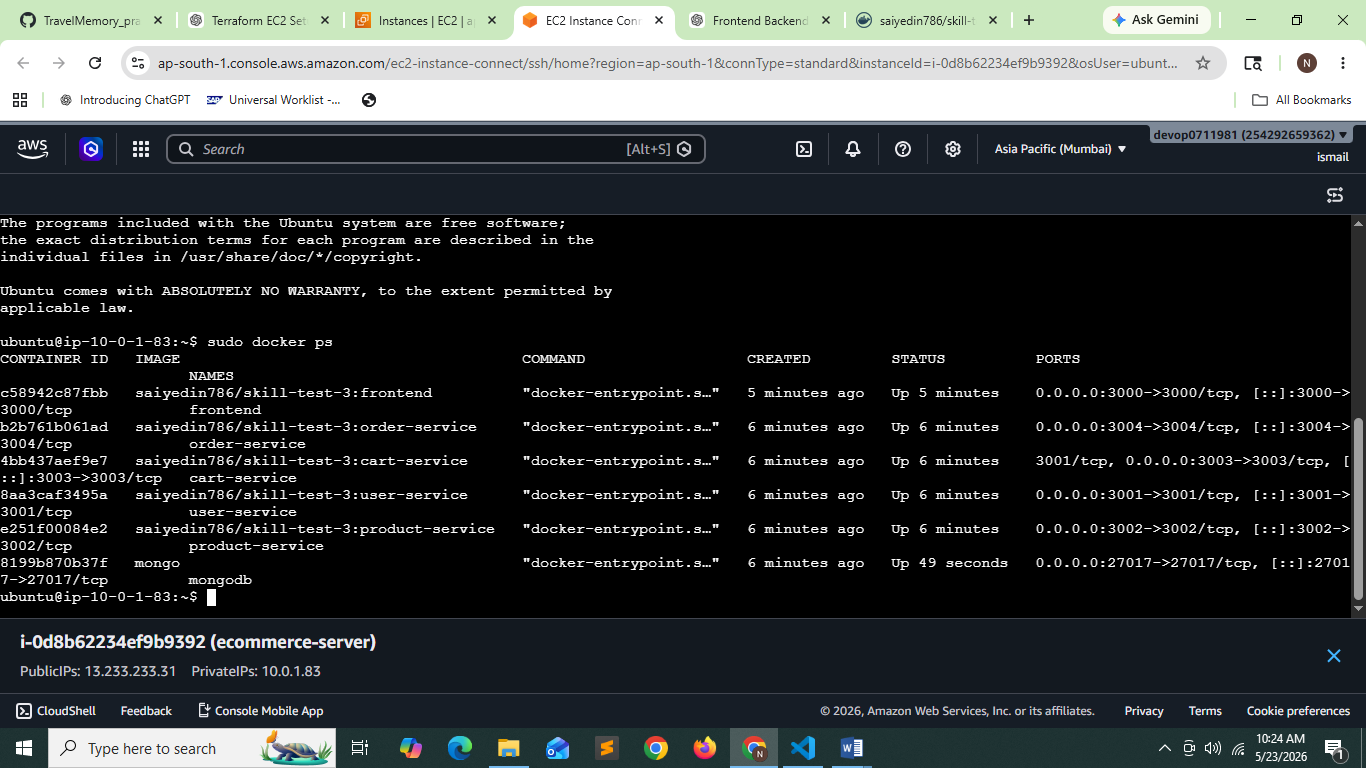 TravelMemory_pra
Terraform EC2 Set
Instances | EC2 | a
EC2 Instance Conn
Frontend Backend
saiyedin786/skill-t
Ask Gemini
ap-south-1.console.aws.amazon.com/ec2-instance-connect/ssh/home?region=ap-south-1&connType=standard&instanceId=i-0d8b62234ef9b9392&osUser=ubunt...
N
Introducing ChatGPT
Universal Worklist -...
All Bookmarks
aws
Search
[Alt+S]
Asia Pacific (Mumbai)
devop0711981 (254292659362)
ismail
The programs included with the Ubuntu system are free software;
the exact distribution terms for each program are described in the
individual files in /usr/share/doc/*/copyright.
Ubuntu comes with ABSOLUTELY NO WARRANTY, to the extent permitted by
applicable law.
ubuntu@ip-10-0-1-83:~$ sudo docker ps
CONTAINER ID IMAGE COMMAND CREATED STATUS PORTS
NAMES
c58942c87fbb saiyedin786/skill-test-3:frontend "docker-entrypoint.s…" 5 minutes ago Up 5 minutes 0.0.0.0:3000->3000/tcp, [::]:3000->
3000/tcp frontend
b2b761b061ad saiyedin786/skill-test-3:order-service "docker-entrypoint.s…" 6 minutes ago Up 6 minutes 0.0.0.0:3004->3004/tcp, [::]:3004->
3004/tcp order-service
4bb437aef9e7 saiyedin786/skill-test-3:cart-service "docker-entrypoint.s…" 6 minutes ago Up 6 minutes 3001/tcp, 0.0.0.0:3003->3003/tcp, [
::]:3003->3003/tcp cart-service
8aa3caf3495a saiyedin786/skill-test-3:user-service "docker-entrypoint.s…" 6 minutes ago Up 6 minutes 0.0.0.0:3001->3001/tcp, [::]:3001->
3001/tcp user-service
e251f00084e2 saiyedin786/skill-test-3:product-service "docker-entrypoint.s…" 6 minutes ago Up 6 minutes 0.0.0.0:3002->3002/tcp, [::]:3002->
3002/tcp product-service
8199b870b37f mongo "docker-entrypoint.s…" 6 minutes ago Up 49 seconds 0.0.0.0:27017->27017/tcp, [::]:2701
7->27017/tcp mongodb
ubuntu@ip-10-0-1-83:~$
i-0d8b62234ef9b9392 (ecommerce-server)
PublicIPs: 13.233.233.31 PrivateIPs: 10.0.1.83
CloudShell Feedback Console Mobile App © 2026, Amazon Web Services, Inc. or its affiliates. Privacy Terms Cookie preferences
Type here to search
10:24 AM
5/23/2026
1